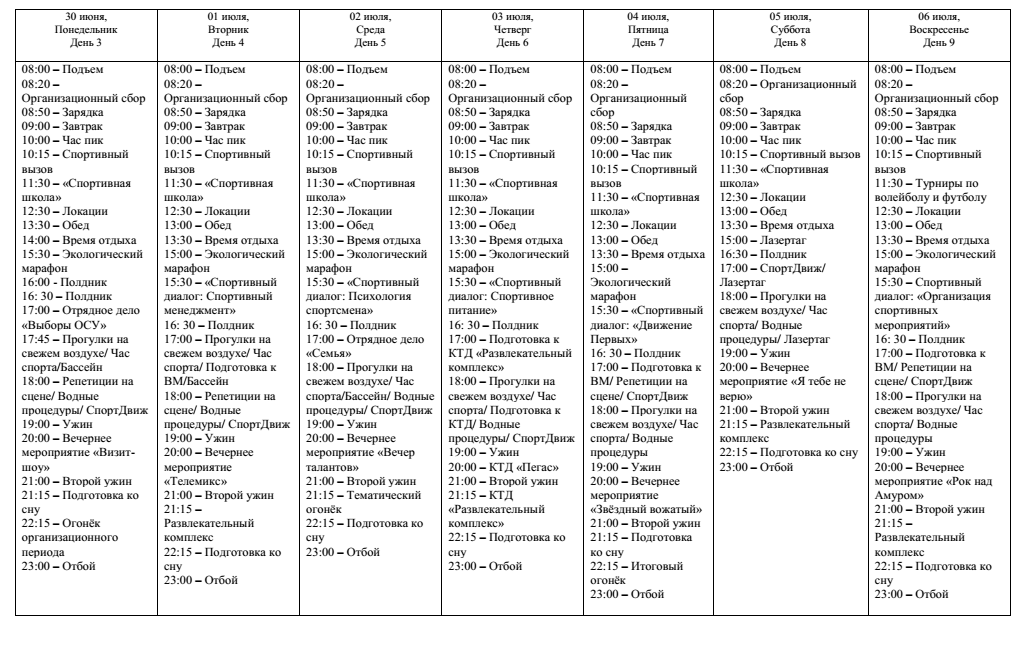 30 июня,
Понедельник
День 3
08:00 – Подъем
08:20 –
Организационный сбор
08:50 – Зарядка
09:00 – Завтрак
10:00 – Час пик
10:15 – Спортивный
вызов
11:30 – «Спортивная
школа»
12:30 – Локации
13:30 – Обед
14:00 – Время отдыха
15:30 – Экологический
марафон
16:00 - Полдник
16: 30 – Полдник
17:00 – Отрядное дело
«Выборы ОСУ»
17:45 – Прогулки на
свежем воздухе/ Час
спорта/Бассейн
18:00 – Репетиции на
сцене/ Водные
процедуры/ СпортДвиж
19:00 – Ужин
20:00 – Вечернее
мероприятие «Визит-
шоу»
21:00 – Второй ужин
21:15 – Подготовка ко
сну
22:15 – Огонёк
организационного
периода
23:00 – Отбой
01 июля,
Вторник
День 4
08:00 – Подъем
08:20 –
Организационный сбор
08:50 – Зарядка
09:00 – Завтрак
10:00 – Час пик
10:15 – Спортивный
вызов
11:30 – «Спортивная
школа»
12:30 – Локации
13:00 – Обед
13:30 – Время отдыха
15:00 – Экологический
марафон
15:30 – «Спортивный
диалог: Спортивный
менеджмент»
16: 30 – Полдник
17:00 – Прогулки на
свежем воздухе/ Час
спорта/ Подготовка к
ВМ/Бассейн
18:00 – Репетиции на
сцене/ Водные
процедуры/ СпортДвиж
19:00 – Ужин
20:00 – Вечернее
мероприятие
«Телемикс»
21:00 – Второй ужин
21:15 –
Развлекательный
комплекс
22:15 – Подготовка ко
сну
23:00 – Отбой
02 июля,
Среда
День 5
08:00 – Подъем
08:20 –
Организационный сбор
08:50 – Зарядка
09:00 – Завтрак
10:00 – Час пик
10:15 – Спортивный
вызов
11:30 – «Спортивная
школа»
12:30 – Локации
13:00 – Обед
13:30 – Время отдыха
15:00 – Экологический
марафон
15:30 – «Спортивный
диалог: Психология
спортсмена»
16: 30 – Полдник
17:00 – Отрядное дело
«Семья»
18:00 – Прогулки на
свежем воздухе/ Час
спорта/Бассейн/ Водные
процедуры/ СпортДвиж
19:00 – Ужин
20:00 – Вечернее
мероприятие «Вечер
талантов»
21:00 – Второй ужин
21:15 – Тематический
огонёк
22:15 – Подготовка ко
сну
23:00 – Отбой
03 июля,
Четверг
День 6
08:00 – Подъем
08:20 –
Организационный сбор
08:50 – Зарядка
09:00 – Завтрак
10:00 – Час пик
10:15 – Спортивный
вызов
11:30 – «Спортивная
школа»
12:30 – Локации
13:00 – Обед
13:30 – Время отдыха
15:00 – Экологический
марафон
15:30 – «Спортивный
диалог: Спортивное
питание»
16: 30 – Полдник
17:00 – Подготовка к
КТД «Развлекательный
комплекс»
18:00 – Прогулки на
свежем воздухе/ Час
спорта/ Подготовка к
КТД/ Водные
процедуры/ СпортДвиж
19:00 – Ужин
20:00 – КТД «Пегас»
21:00 – Второй ужин
21:15 – КТД
«Развлекательный
комплекс»
22:15 – Подготовка ко
сну
23:00 – Отбой
04 июля,
Пятница
День 7
08:00 – Подъем
08:20 –
Организационный
сбор
08:50 – Зарядка
09:00 – Завтрак
10:00 – Час пик
10:15 – Спортивный
вызов
11:30 – «Спортивная
школа»
12:30 – Локации
13:00 – Обед
13:30 – Время отдыха
15:00 –
Экологический
марафон
15:30 – «Спортивный
диалог: «Движение
Первых»
16: 30 – Полдник
17:00 – Подготовка к
ВМ/ Репетиции на
сцене/ СпортДвиж
18:00 – Прогулки на
свежем воздухе/ Час
спорта/ Водные
процедуры
19:00 – Ужин
20:00 – Вечернее
мероприятие
«Звёздный вожатый»
21:00 – Второй ужин
21:15 – Подготовка
ко сну
22:15 – Итоговый
огонёк
23:00 – Отбой
05 июля,
Суббота
День 8
08:00 – Подъем
08:20 – Организационный
сбор
08:50 – Зарядка
09:00 – Завтрак
10:00 – Час пик
10:15 – Спортивный вызов
11:30 – «Спортивная
школа»
12:30 – Локации
13:00 – Обед
13:30 – Время отдыха
15:00 – Лазертаг
16:30 – Полдник
17:00 – СпортДвиж/
Лазертаг
18:00 – Прогулки на
свежем воздухе/ Час
спорта/ Водные
процедуры/ Лазертаг
19:00 – Ужин
20:00 – Вечернее
мероприятие «Я тебе не
верю»
21:00 – Второй ужин
21:15 – Развлекательный
комплекс
22:15 – Подготовка ко сну
23:00 – Отбой
06 июля,
Воскресенье
День 9
08:00 – Подъем
08:20 –
Организационный сбор
08:50 – Зарядка
09:00 – Завтрак
10:00 – Час пик
10:15 – Спортивный
вызов
11:30 – Турниры по
волейболу и футболу
12:30 – Локации
13:00 – Обед
13:30 – Время отдыха
15:00 – Экологический
марафон
15:30 – Спортивный
диалог: «Организация
спортивных
мероприятий»
16: 30 – Полдник
17:00 – Подготовка к
ВМ/ Репетиции на
сцене/ СпортДвиж
18:00 – Прогулки на
свежем воздухе/ Час
спорта/ Водные
процедуры
19:00 – Ужин
20:00 – Вечернее
мероприятие «Рок над
Амуром»
21:00 – Второй ужин
21:15 –
Развлекательный
комплекс
22:15 – Подготовка ко
сну
23:00 – Отбой